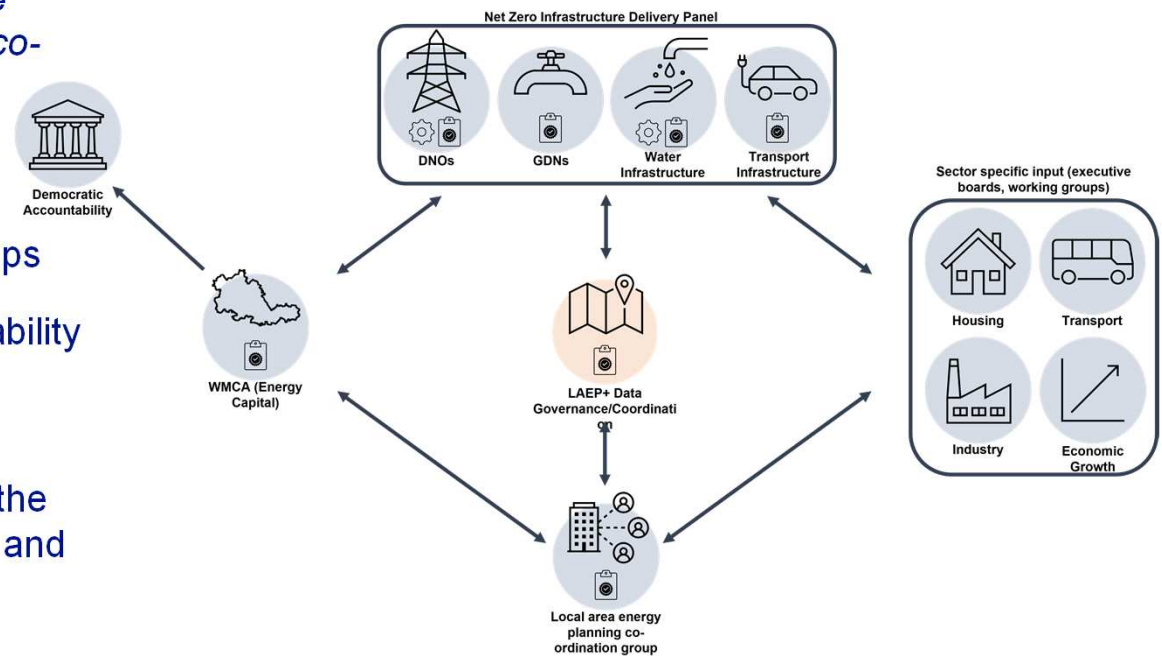 co-
ps
ability
the
and
Net Zero Infrastructure Delivery Panel
DNOs
GDNs
Water
Infrastructure
Transport
Infrastructure
Democratic
Accountability
Sector specific input (executive
boards, working groups)
Housing
Transport
Industry
Economic
Growth
WMCA (Energy
Capital)
LAEP+ Data
Governance/Coordinati
on
Local area energy
planning co-
ordination group